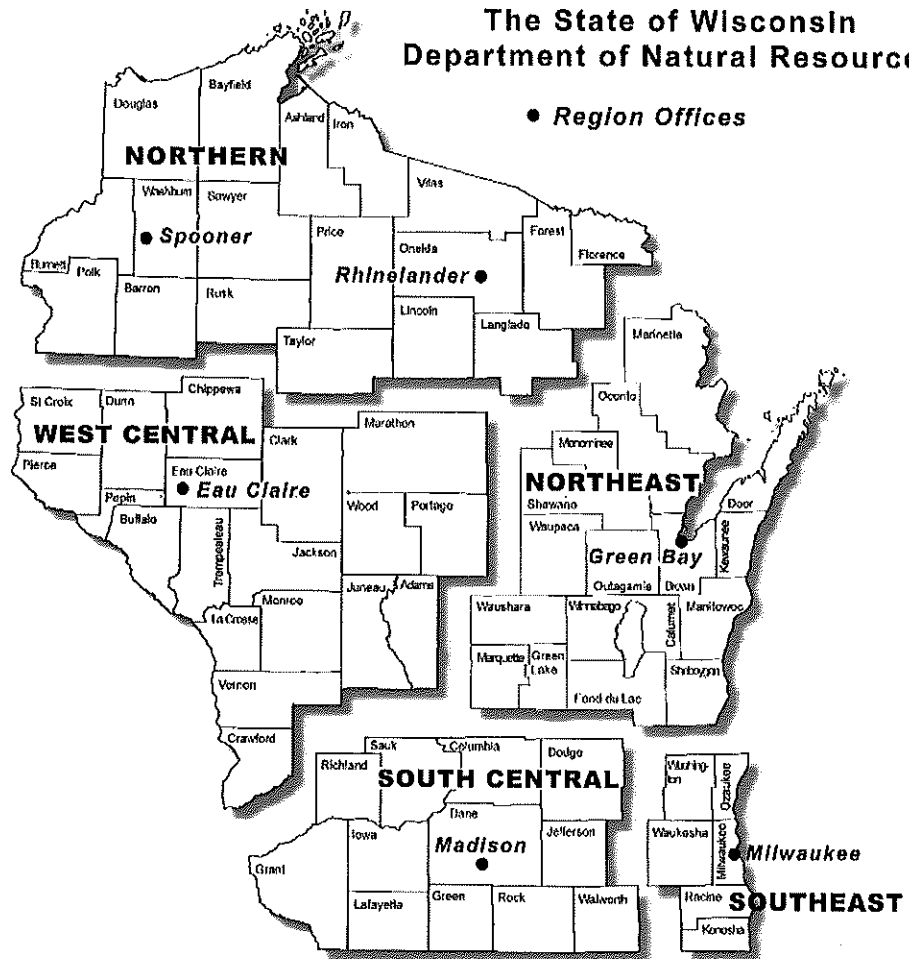 The State of Wisconsin
Department of Natural Resourc
● Region Offices
Douglas
Bayfield
Ashland
Iron
NORTHERN
Vilas
Washburn
Sawyer
Spooner
Price
Oneida
Forest
Florence
Burnett
Polk
Rhinelander
Barron
Rusk
Lincoln
Langlade
Taylor
Marinette
Oconto
St Croix
Dunn
Chippewa
Marathon
WEST CENTRAL
Clark
Menominee
Pierce
Eau Claire
Eau Claire
NORTHEAST
Pepin
Wood
Portage
Shawano
Door
Buffalo
Trempealeau
Waupaca
Jackson
Green Bay
Kewaunee
Juneau
Adams
Outagamie
Brown
Monroe
Waushara
Winnebago
Calumet
Manitowoc
La Crosse
Marquette
Green
Lake
Sheboygan
Vernon
Fond du Lac
Crawford
Sauk
Columbia
Dodge
Richland
SOUTH CENTRAL
Washing-
ton
Ozaukee
Dane
Iowa
Jefferson
Waukesha
Milwaukee
Madison
Milwaukee
Grant
Lafayette
Green
Rock
Walworth
Racine
SOUTHEAST
Kenosha